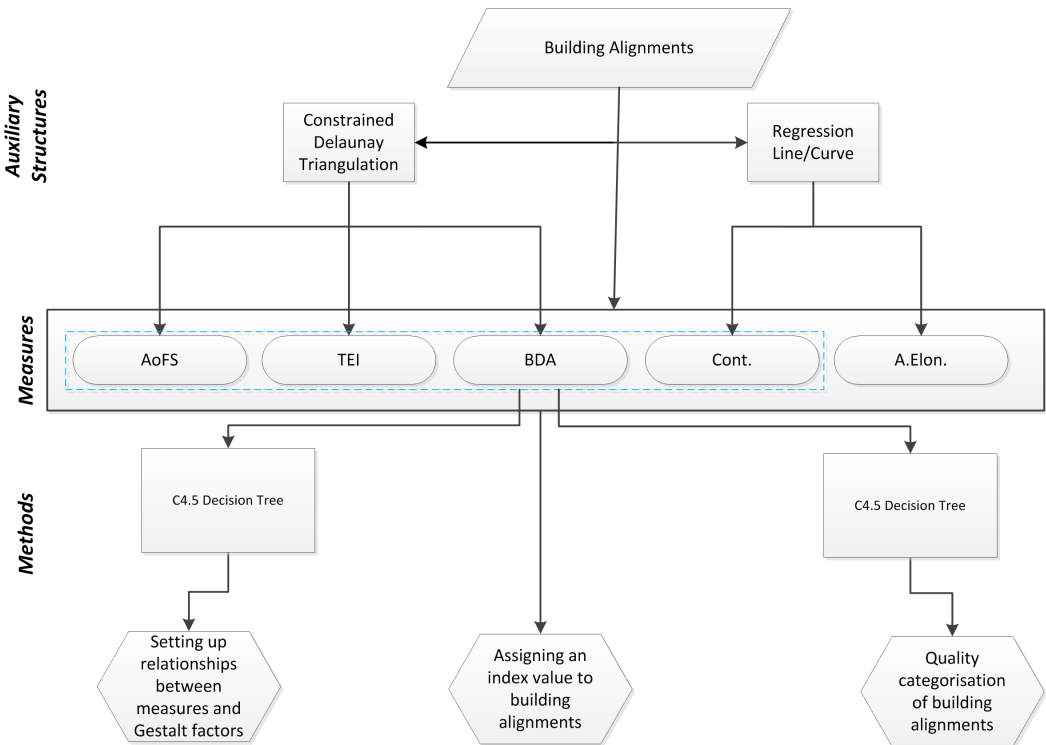 Building Alignments
Auxiliary
Structures
Constrained
Delaunay
Triangulation
Regression
Line/Curve
Measures
AoFS
TEI
BDA
Cont.
A.Elon.
Methods
C4.5 Decision Tree
C4.5 Decision Tree
Setting up
relationships
between
measures and
Gestalt factors
Assigning an
index value to
building
alignments
Quality
categorisation
of building
alignments